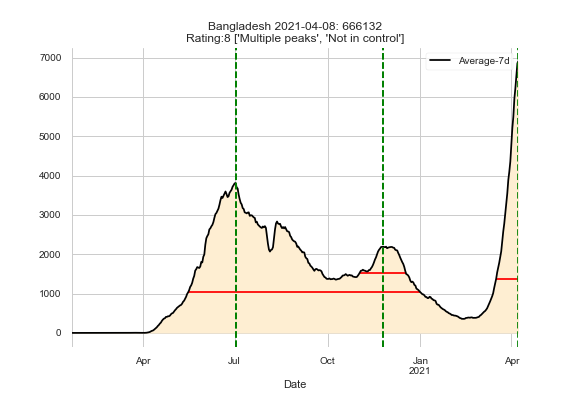 Bangladesh 2021-04-08: 666132
Rating:8 ['Multiple peaks', 'Not in control']
Average-7d
7000
6000
5000
4000
3000
2000
1000
0
Apr
Jul
Oct
Jan
2021
Apr
Date